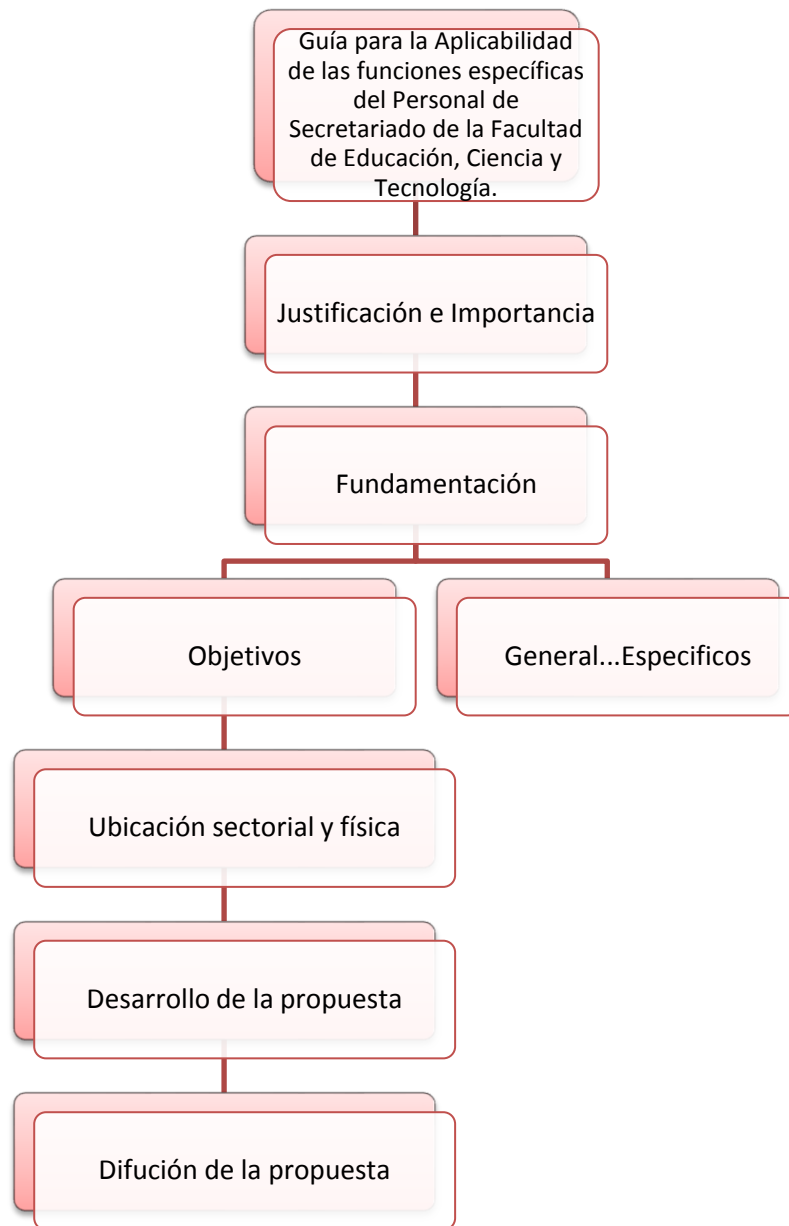 Guía para la Aplicabilidad
de las funciones específicas
del Personal de
Secretariado de la Facultad
de Educación, Ciencia y
Tecnología.
Justificación e Importancia
Fundamentación
Objetivos
General...Especificos
Ubicación sectorial y física
Desarrollo de la propuesta
Difución de la propuesta